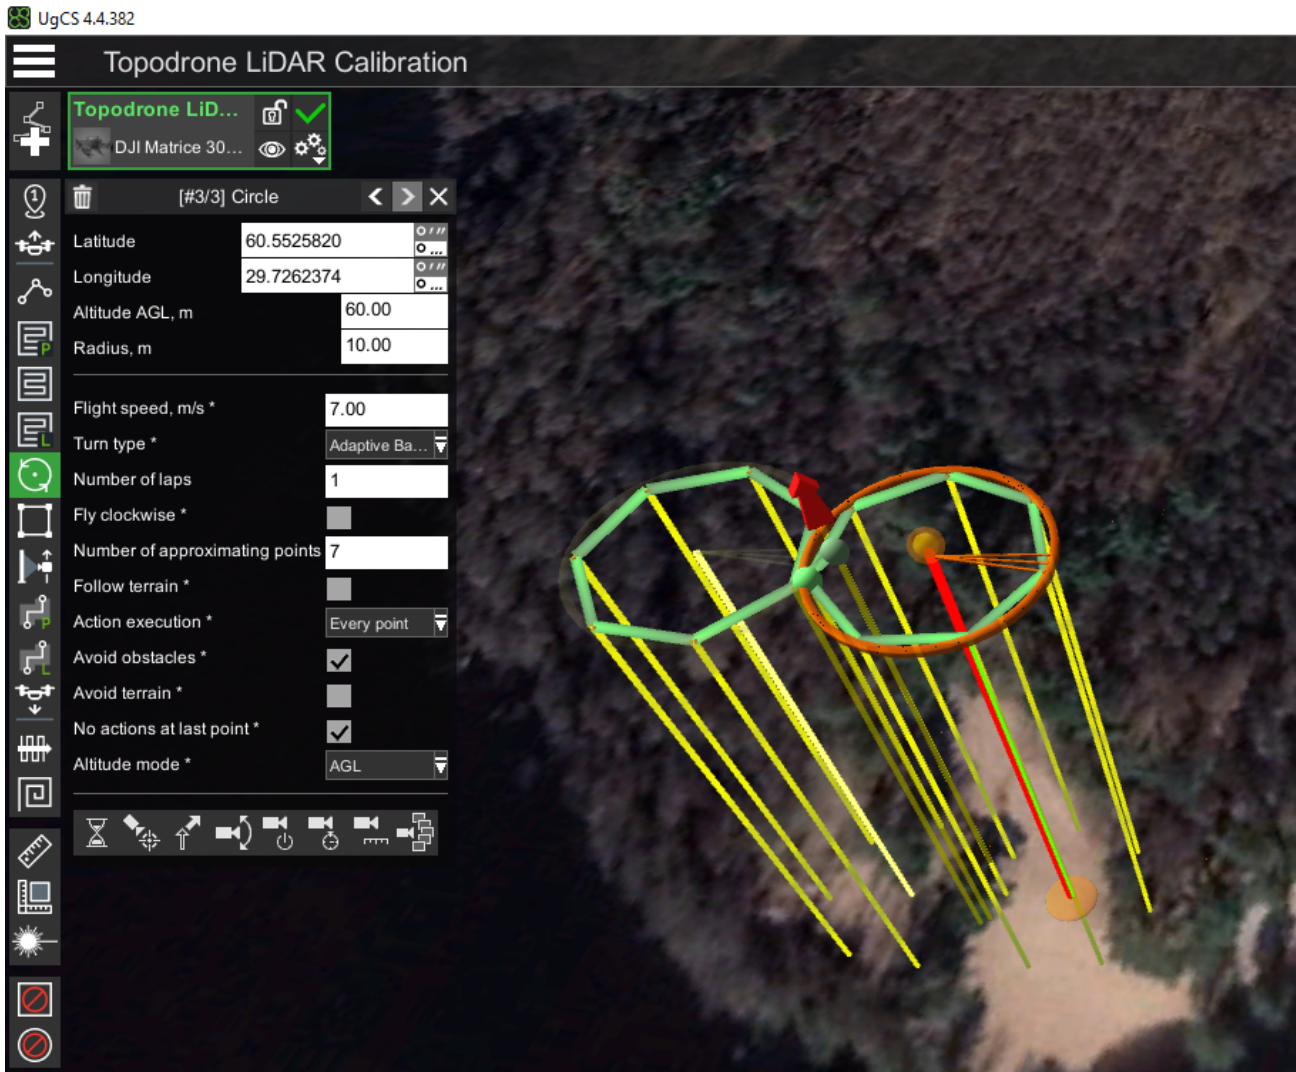 UgCS 4.4.382
Topodrone LiDAR Calibration
Topodrone LiD...
DJI Matrice 30...
[#3/3] Circle
Latitude 60.5525820
Longitude 29.7262374
Altitude AGL, m 60.00
Radius, m 10.00
Flight speed, m/s * 7.00
Turn type * Adaptive Ba...
Number of laps 1
Fly clockwise *
Number of approximating points 7
Follow terrain *
Action execution * Every point
Avoid obstacles *
Avoid terrain *
No actions at last point *
Altitude mode * AGL